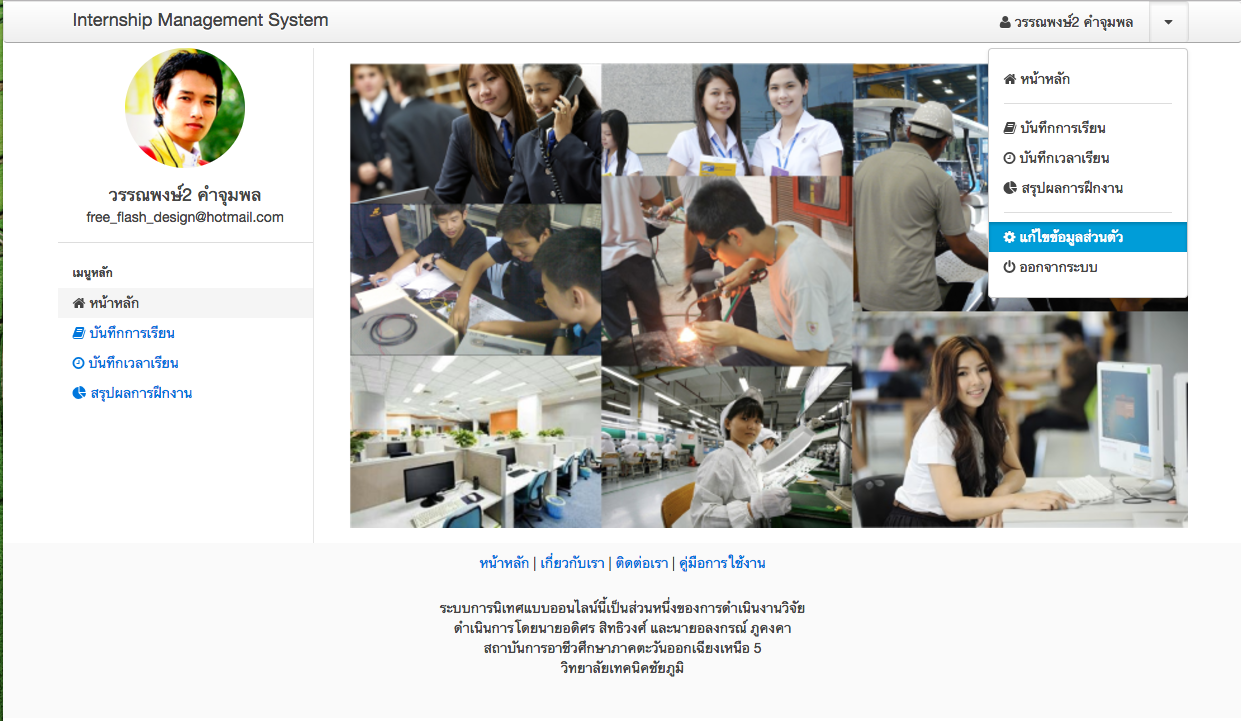 Internship Management System
วรรณพงษ์2 คำจุมพล
หน้าหลัก
บันทึกการเรียน
บันทึกเวลาเรียน
สรุปผลการฝึกงาน
แก้ไขข้อมูลส่วนตัว
ออกจากระบบ
วรรณพงษ์2 คำจุมพล
free_flash_design@hotmail.com
เมนูหลัก
หน้าหลัก
บันทึกการเรียน
บันทึกเวลาเรียน
สรุปผลการฝึกงาน
หน้าหลัก | เกี่ยวกับเรา | ติดต่อเรา | คู่มือการใช้งาน
ระบบการนิเทศแบบออนไลน์นี้เป็นส่วนหนึ่งของการดำเนินงานวิจัย
ดำเนินการโดยนายอดิศร สิทธิวงศ์ และนายอลงกรณ์ ภูคงคา
สถาบันการอาชีวศึกษาภาคตะวันออกเฉียงเหนือ 5
วิทยาลัยเทคนิคชัยภูมิ